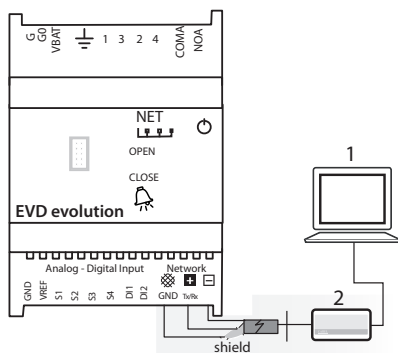 G G0 VBAT 1 3 2 4 COMA NOA
NET
OPEN
CLOSE
EVD evolution
Analog - Digital Input Network
GND VREF S1 S2 S3 S4 DI1 DI2 GND Tx/Rx
shield
1
2